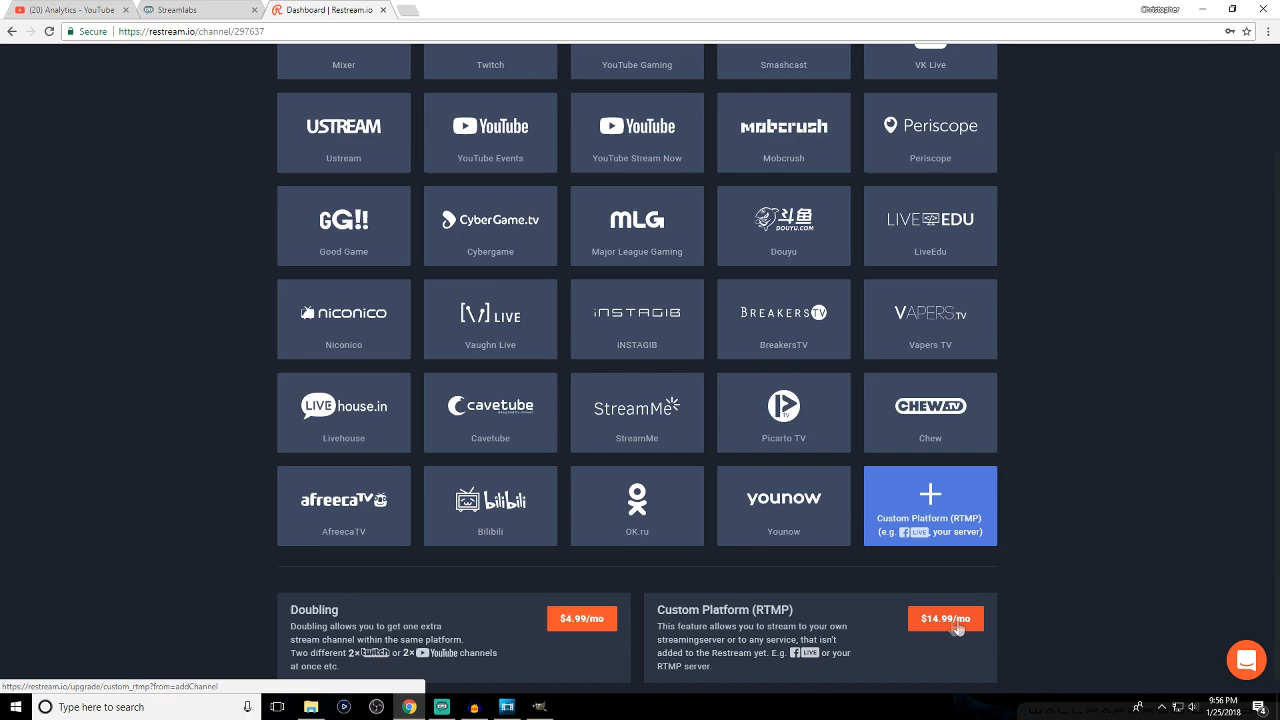 (20) Analytics - YouTube
Streamlabs
Dashboard | Restream.io
Christopher
Secure
https://restream.io/channel/297637
Mixer
Twitch
YouTube Gaming
Smashcast
VK Live
USTREAM
YouTube
YouTube
mobcrush
Periscope
Ustream
YouTube Events
YouTube Stream Now
Mobcrush
Periscope
GG!!
CYBERGAME.TV
MLG
斗鱼
DOUYU.COM
LIVE EDU
Good Game
Cybergame
Major League Gaming
Douyu
LiveEdu
niconico
[V] LIVE
INSTAGIB
BREAKERSTV
VAPERS.TV
Niconico
Vaughn Live
iNSTAGIB
BreakersTV
Vapers TV
LIVEhouse.in
cavetube
StreamMe
TV
CHEW.TV
Livehouse
Cavetube
StreamMe
Picarto TV
Chew
afreecaTV
bilibili
younow
Custom Platform (RTMP)
(e.g. f LIVE, your server)
AfreecaTV
Bilibili
OK.ru
Younow
Doubling
$4.99/mo
Doubling allows you to get one extra
stream channel within the same platform.
Two different 2×twitch or 2×YouTube channels
at once etc.
Custom Platform (RTMP)
$14.99/mo
This feature allows you to stream to your own
streamingserver or to any service, that isn't
added to the Restream yet. E.g. f LIVE or your
RTMP server.
https://restream.io/upgrade/custom_rtmp?from=addChannel
Type here to search
9:56 PM
1/25/2018